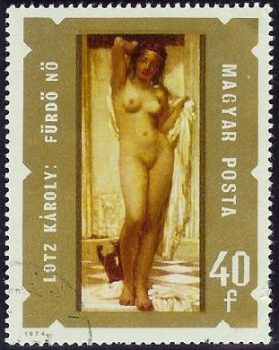 LOTZ KÁROLY: FÜRDŐ NŐ
MAGYAR POSTA
40
f
1974